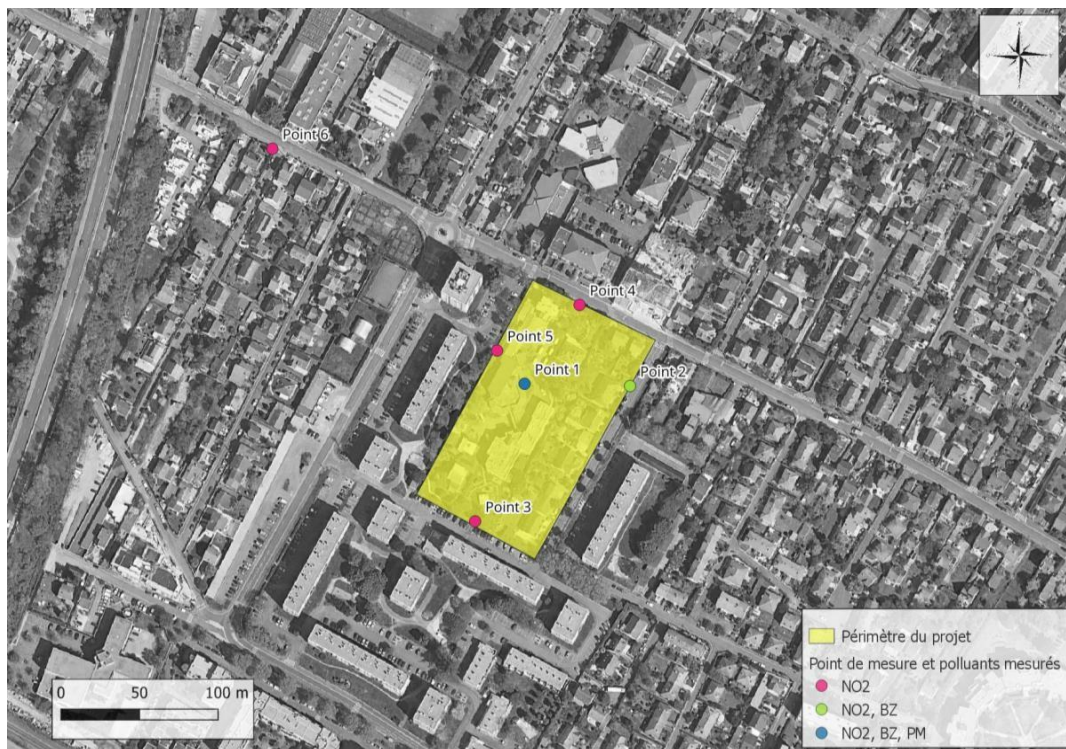 Point 6
Point 4
Point 5
Point 1
Point 2
Point 3
0 50 100 m
Périmètre du projet
Point de mesure et polluants mesurés
NO2
NO2, BZ
NO2, BZ, PM